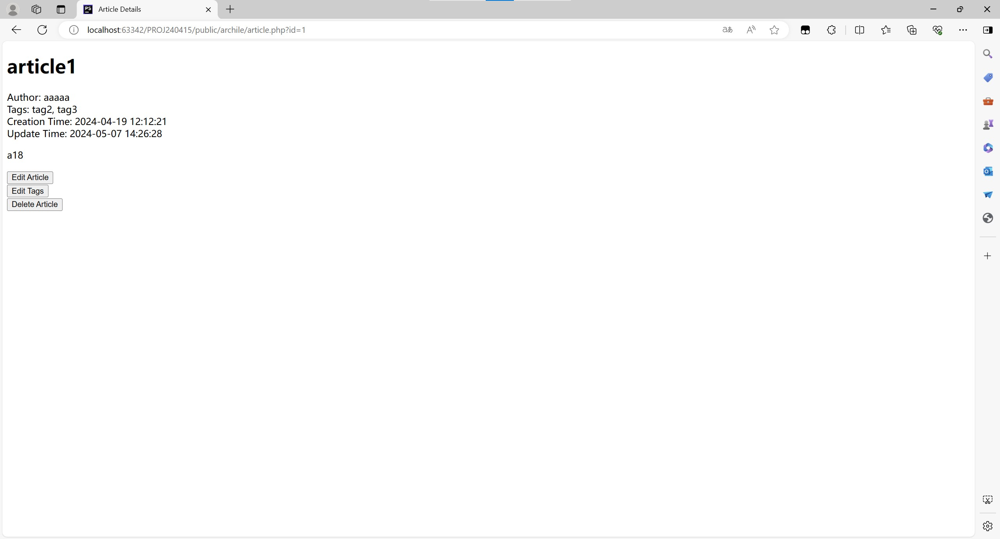 Article Details
localhost:63342/PROJ240415/public/archile/article.php?id=1
article1
Author: aaaaa
Tags: tag2, tag3
Creation Time: 2024-04-19 12:12:21
Update Time: 2024-05-07 14:26:28
a18
Edit Article
Edit Tags
Delete Article